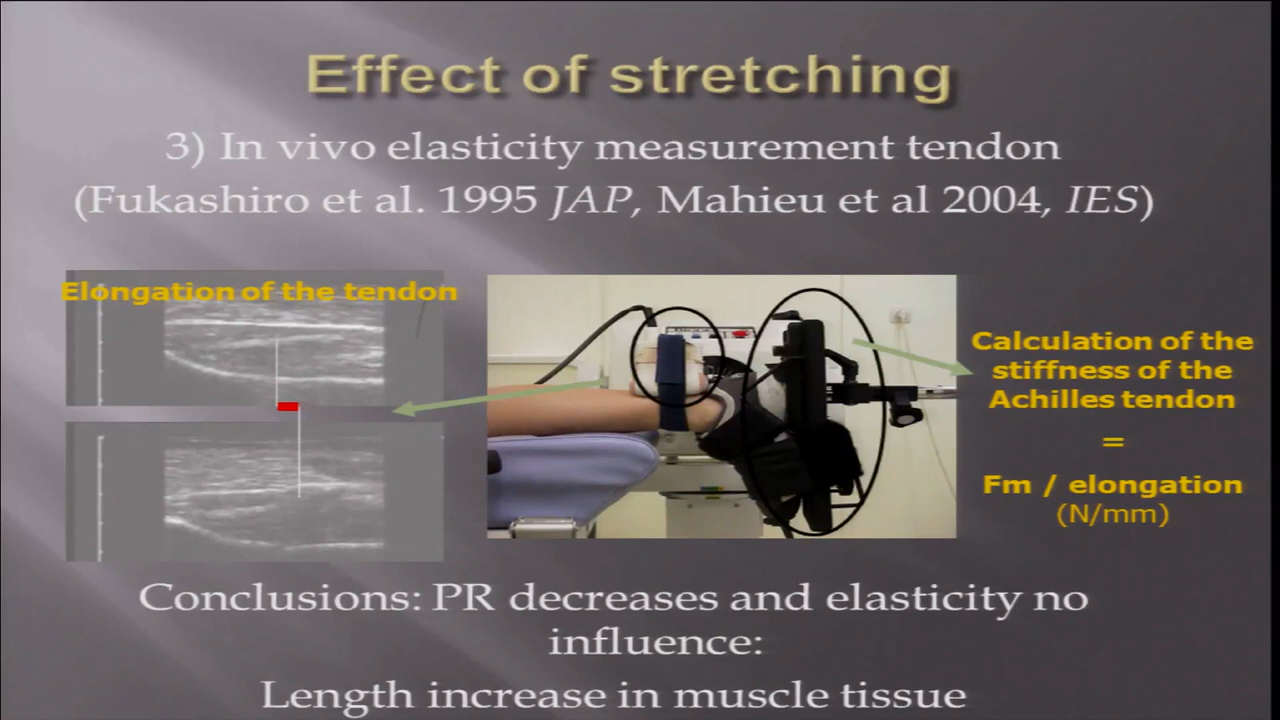 Effect of stretching
3) In vivo elasticity measurement tendon
(Fukashiro et al. 1995 JAP, Mahieu et al 2004, IES)
Elongation of the tendon
Calculation of the
stiffness of the
Achilles tendon
=
Fm / elongation
(N/mm)
Conclusions: PR decreases and elasticity no
influence:
Length increase in muscle tissue